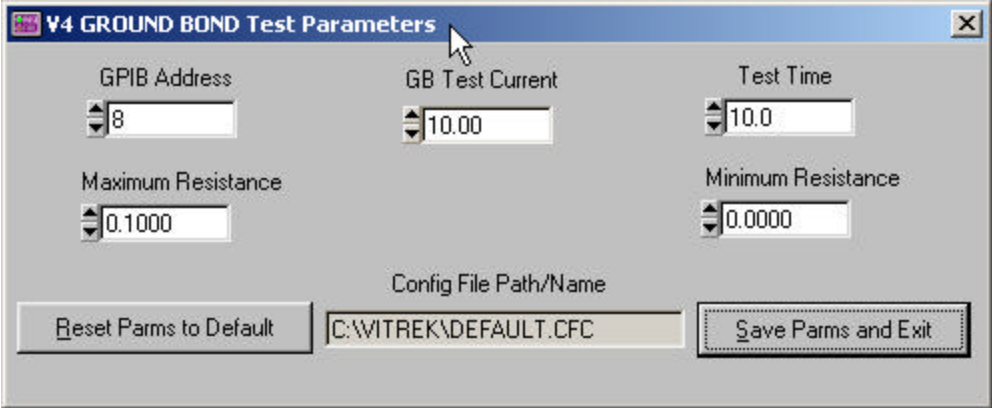 V4 GROUND BOND Test Parameters
GPIB Address
GB Test Current
Test Time
8
10.00
10.0
Maximum Resistance
Minimum Resistance
0.1000
0.0000
Config File Path/Name
Reset Parms to Default
C:\VITREK\DEFAULT.CFC
Save Parms and Exit